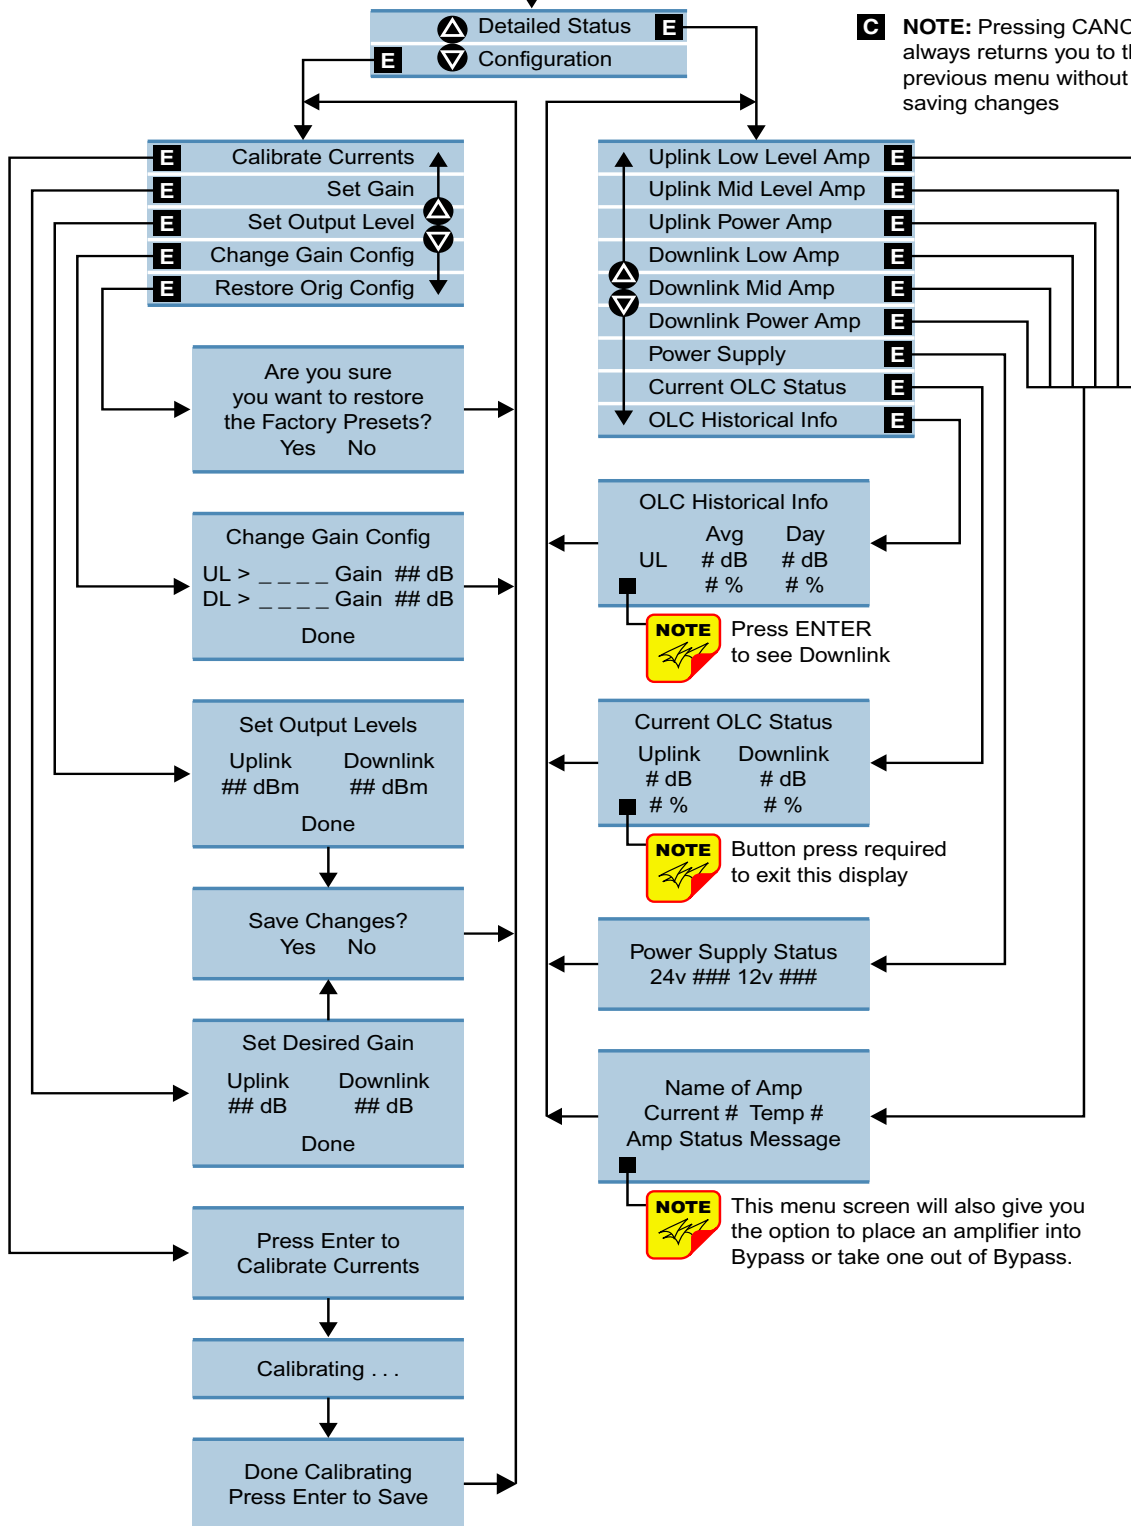 Detailed Status E
E Configuration
C NOTE: Pressing CANC
always returns you to th
previous menu without
saving changes
E Calibrate Currents
E Set Gain
E Set Output Level
E Change Gain Config
E Restore Orig Config
Are you sure
you want to restore
the Factory Presets?
Yes No
Change Gain Config
UL > _ _ _ _ Gain ## dB
DL > _ _ _ _ Gain ## dB
Done
Set Output Levels
Uplink Downlink
## dBm ## dBm
Done
Save Changes?
Yes No
Set Desired Gain
Uplink Downlink
## dB ## dB
Done
Press Enter to
Calibrate Currents
Calibrating . . .
Done Calibrating
Press Enter to Save
Uplink Low Level Amp E
Uplink Mid Level Amp E
Uplink Power Amp E
Downlink Low Amp E
Downlink Mid Amp E
Downlink Power Amp E
Power Supply E
Current OLC Status E
OLC Historical Info E
OLC Historical Info
Avg Day
UL # dB # dB
# % # %
NOTE Press ENTER
to see Downlink
Current OLC Status
Uplink Downlink
# dB # dB
# % # %
NOTE Button press required
to exit this display
Power Supply Status
24v ### 12v ###
Name of Amp
Current # Temp #
Amp Status Message
NOTE This menu screen will also give you
the option to place an amplifier into
Bypass or take one out of Bypass.